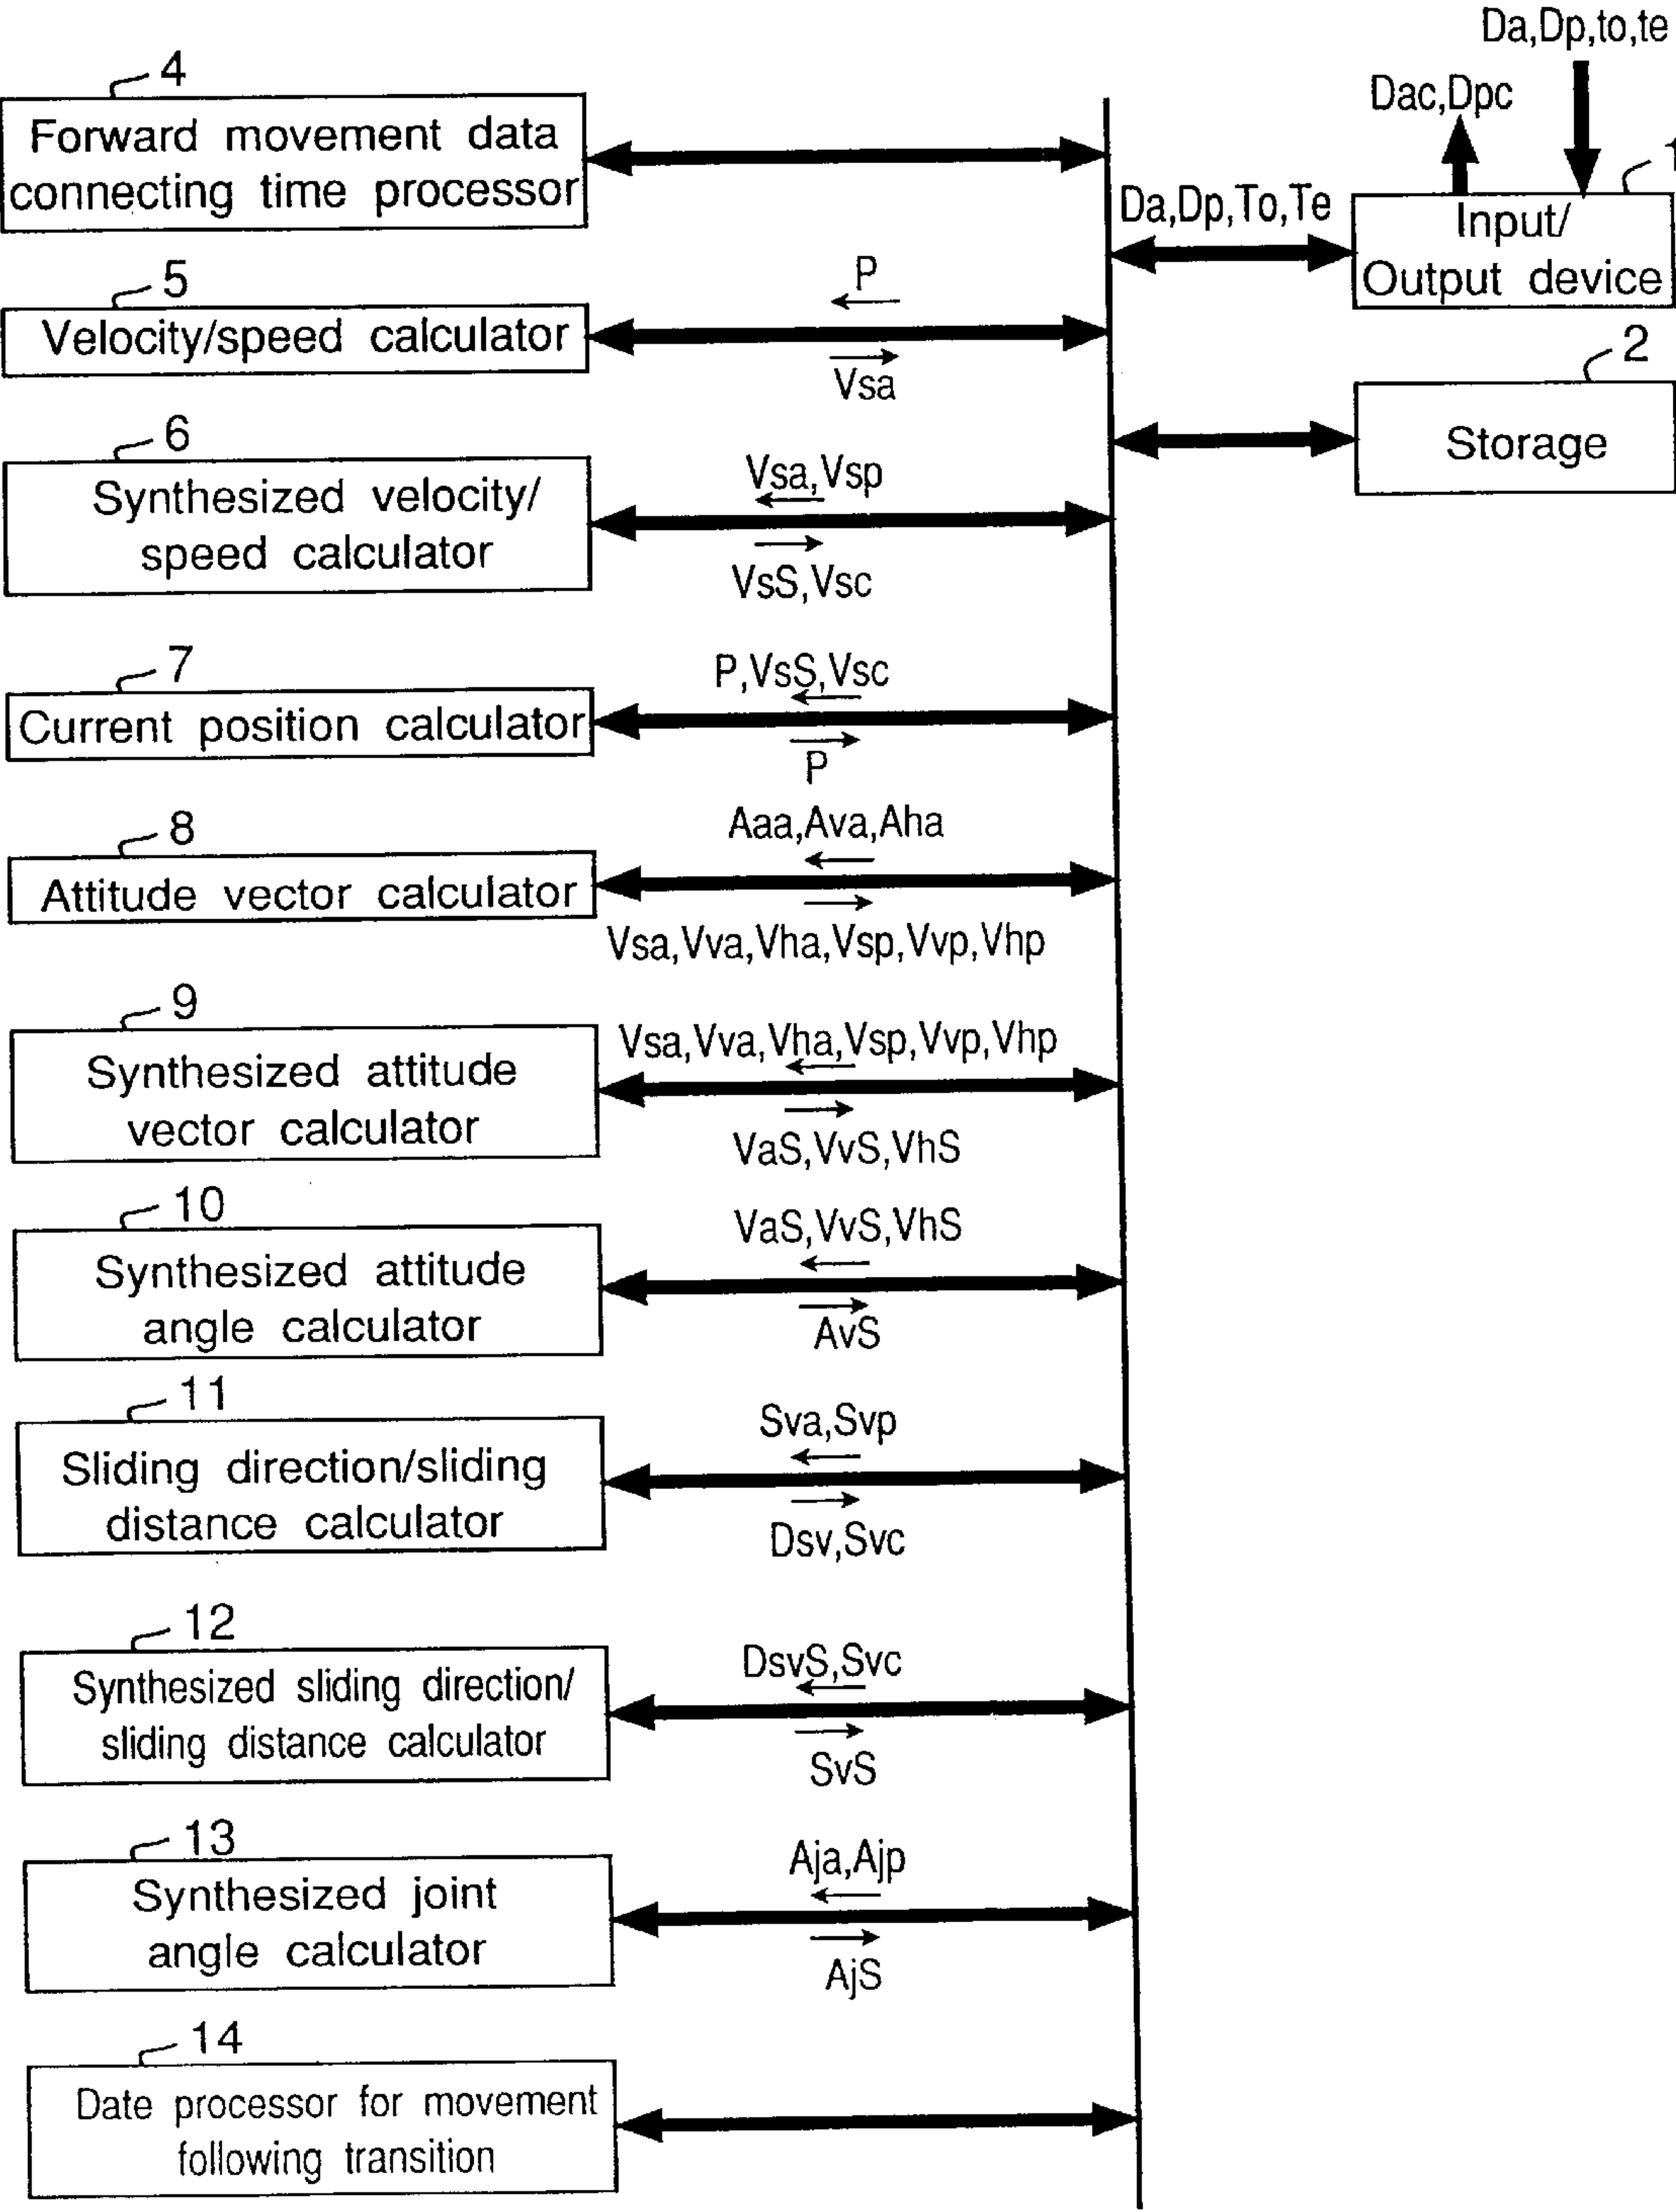 Da,Dp,to,te
Dac,Dpc
1
Input/
Output device
Da,Dp,To,Te
2
Storage
4
Forward movement data
connecting time processor
5
Velocity/speed calculator
P
Vsa
6
Synthesized velocity/
speed calculator
Vsa,Vsp
VsS,Vsc
7
Current position calculator
P,VsS,Vsc
P
8
Attitude vector calculator
Aaa,Ava,Aha
Vsa,Vva,Vha,Vsp,Vvp,Vhp
9
Synthesized attitude
vector calculator
Vsa,Vva,Vha,Vsp,Vvp,Vhp
VaS,VvS,VhS
10
Synthesized attitude
angle calculator
VaS,VvS,VhS
AvS
11
Sliding direction/sliding
distance calculator
Sva,Svp
Dsv,Svc
12
Synthesized sliding direction/
sliding distance calculator
DsvS,Svc
SvS
13
Synthesized joint
angle calculator
Aja,Ajp
AjS
14
Date processor for movement
following transition